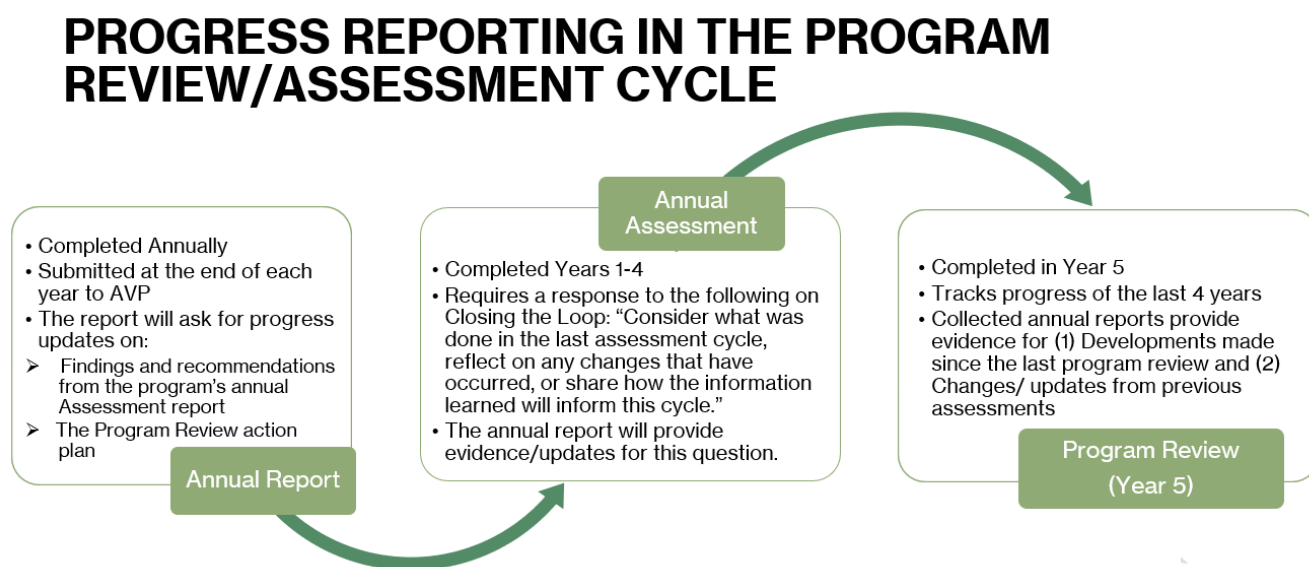 PROGRESS REPORTING IN THE PROGRAM
REVIEW/ASSESSMENT CYCLE
• Completed Annually
• Submitted at the end of each
year to AVP
• The report will ask for progress
updates on:
➢ Findings and recommendations
from the program's annual
Assessment report
➢ The Program Review action
plan
Annual Report
Annual
Assessment
• Completed Years 1-4
• Requires a response to the following on
Closing the Loop: “Consider what was
done in the last assessment cycle,
reflect on any changes that have
occurred, or share how the information
learned will inform this cycle.”
• The annual report will provide
evidence/updates for this question.
• Completed in Year 5
• Tracks progress of the last 4 years
• Collected annual reports provide
evidence for (1) Developments made
since the last program review and (2)
Changes/ updates from previous
assessments
Program Review
(Year 5)